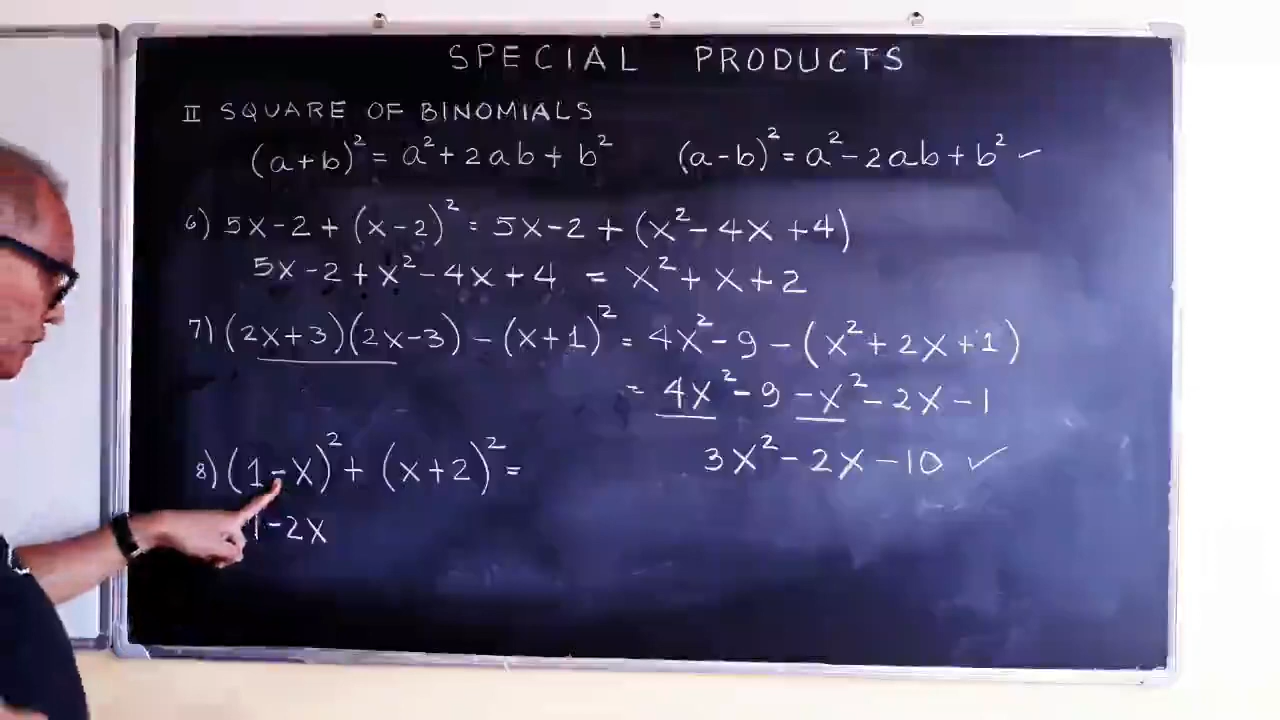 SPECIAL PRODUCTS
II SQUARE OF BINOMIALS
(a+b)² = a² + 2ab + b² (a-b)² = a² - 2ab + b² ✓
6) 5x-2 + (x-2)² = 5x-2 + (x² - 4x + 4)
5x - 2 + x² - 4x + 4 = x² + x + 2
7) (2x+3)(2x-3) - (x+1)² = 4x² - 9 - (x² + 2x + 1)
= 4x² - 9 - x² - 2x - 1
3x² - 2x - 10 ✓
8) (1-x)² + (x+2)² =
1 - 2x